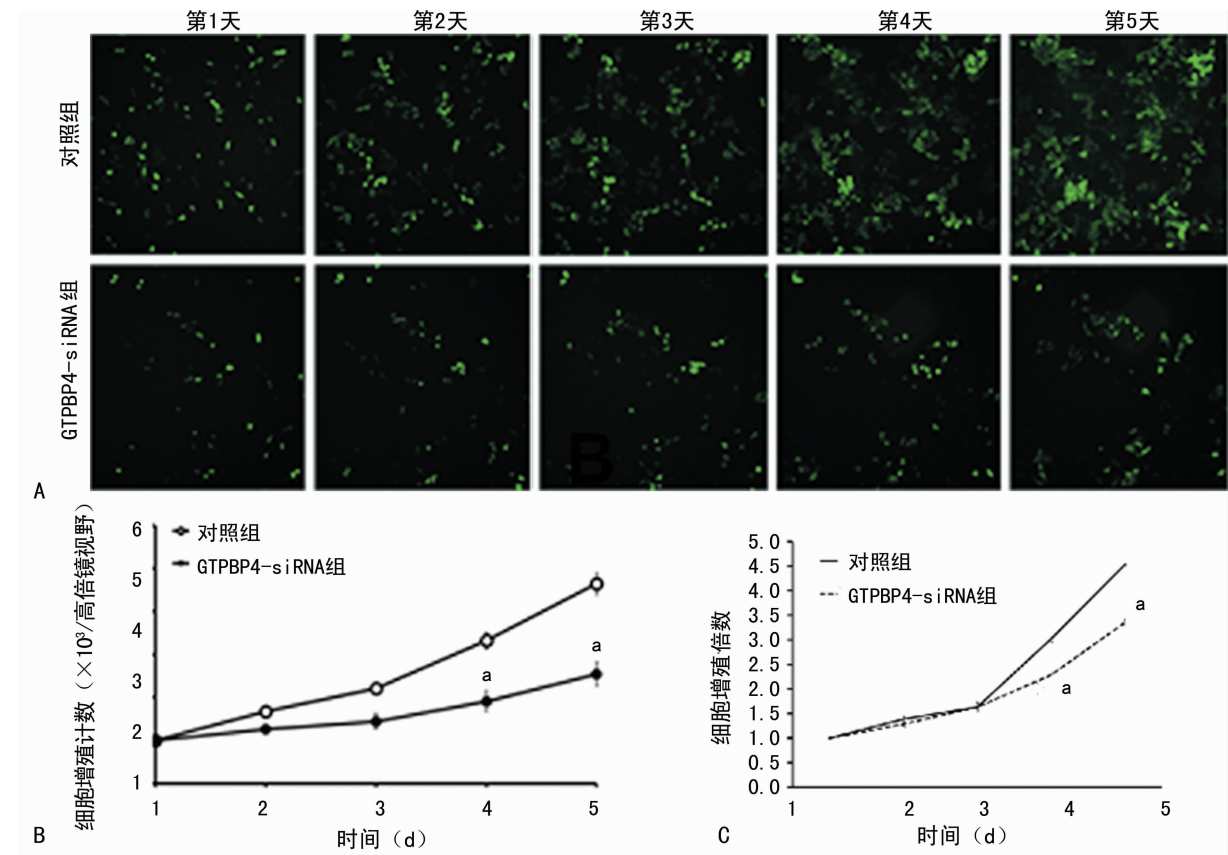 第1天 第2天 第3天 第4天 第5天
对照组
GTPBP4-siRNA组
B
A
细胞增殖计数（×10³/高倍镜视野）
6
5
4
3
2
1
对照组
GTPBP4-siRNA组
a
a
1 2 3 4 5
时间（d）
B
细胞增殖倍数
5.0
4.5
4.0
3.5
3.0
2.5
2.0
1.5
1.0
0.5
0.0
对照组
GTPBP4-siRNA组
a
a
1 2 3 4 5
时间（d）
C